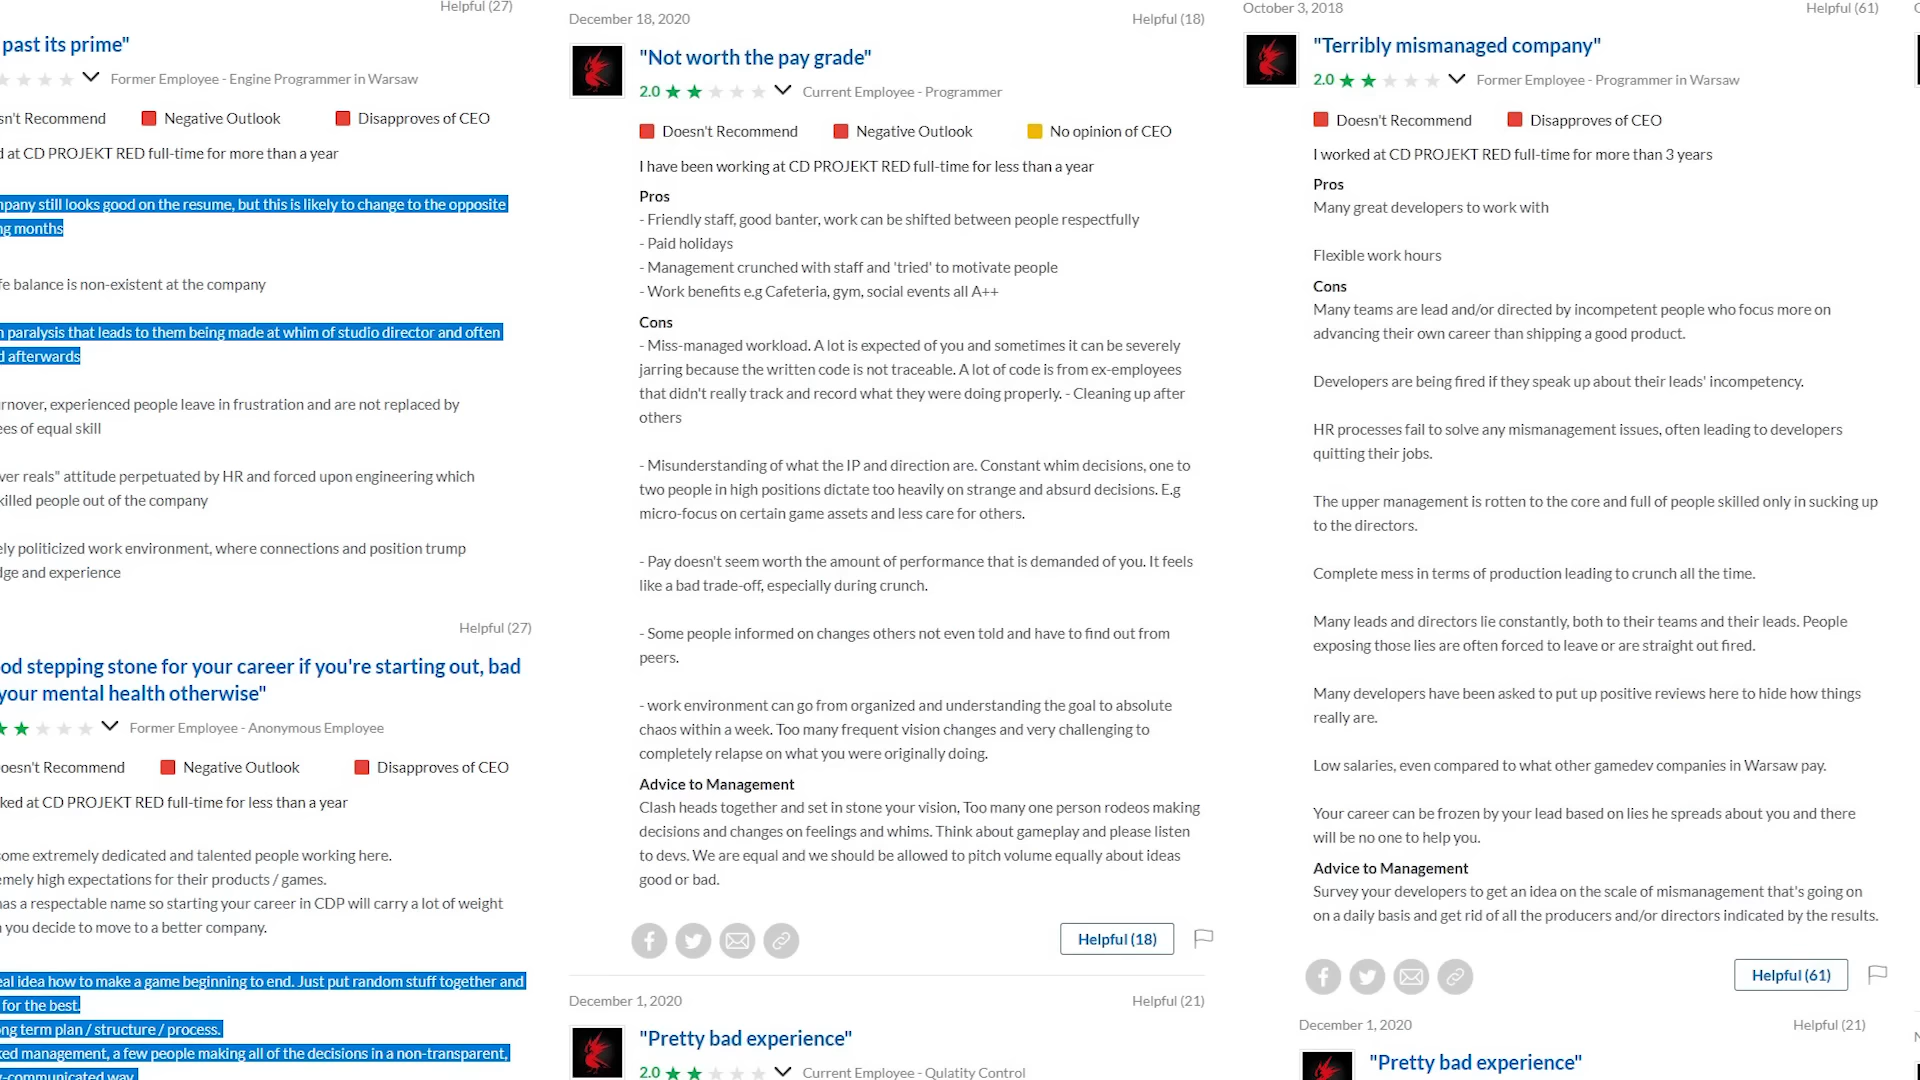 Helpful (27)
past its prime"
Former Employee - Engine Programmer in Warsaw
sn't Recommend Negative Outlook Disapproves of CEO
d at CD PROJEKT RED full-time for more than a year
mpany still looks good on the resume, but this is likely to change to the opposite
ng months
fe balance is non-existent at the company
n paralysis that leads to them being made at whim of studio director and often
d afterwards
rnover, experienced people leave in frustration and are not replaced by
ees of equal skill
ver reals" attitude perpetuated by HR and forced upon engineering which
killed people out of the company
ely politicized work environment, where connections and position trump
dge and experience
Helpful (27)
od stepping stone for your career if you're starting out, bad
your mental health otherwise"
Former Employee - Anonymous Employee
oesn't Recommend Negative Outlook Disapproves of CEO
ked at CD PROJEKT RED full-time for less than a year
ome extremely dedicated and talented people working here.
emely high expectations for their products / games.
as a respectable name so starting your career in CDP will carry a lot of weight
you decide to move to a better company.
eal idea how to make a game beginning to end. Just put random stuff together and
for the best.
ong term plan / structure / process.
ked management, a few people making all of the decisions in a non-transparent,
y-communicated way.
December 18, 2020 Helpful (18)
"Not worth the pay grade"
2.0 Current Employee - Programmer
Doesn't Recommend Negative Outlook No opinion of CEO
I have been working at CD PROJEKT RED full-time for less than a year
Pros
- Friendly staff, good banter, work can be shifted between people respectfully
- Paid holidays
- Management crunched with staff and 'tried' to motivate people
- Work benefits e.g Cafeteria, gym, social events all A++
Cons
- Miss-managed workload. A lot is expected of you and sometimes it can be severely
jarring because the written code is not traceable. A lot of code is from ex-employees
that didn't really track and record what they were doing properly. - Cleaning up after
others
- Misunderstanding of what the IP and direction are. Constant whim decisions, one to
two people in high positions dictate too heavily on strange and absurd decisions. E.g
micro-focus on certain game assets and less care for others.
- Pay doesn't seem worth the amount of performance that is demanded of you. It feels
like a bad trade-off, especially during crunch.
- Some people informed on changes others not even told and have to find out from
peers.
- work environment can go from organized and understanding the goal to absolute
chaos within a week. Too many frequent vision changes and very challenging to
completely relapse on what you were originally doing.
Advice to Management
Clash heads together and set in stone your vision, Too many one person rodeos making
decisions and changes on feelings and whims. Think about gameplay and please listen
to devs. We are equal and we should be allowed to pitch volume equally about ideas
good or bad.
Helpful (18)
December 1, 2020 Helpful (21)
"Pretty bad experience"
2.0 Current Employee - Qulatity Control
October 3, 2018 Helpful (61)
"Terribly mismanaged company"
2.0 Former Employee - Programmer in Warsaw
Doesn't Recommend Disapproves of CEO
I worked at CD PROJEKT RED full-time for more than 3 years
Pros
Many great developers to work with
Flexible work hours
Cons
Many teams are lead and/or directed by incompetent people who focus more on
advancing their own career than shipping a good product.
Developers are being fired if they speak up about their leads' incompetency.
HR processes fail to solve any mismanagement issues, often leading to developers
quitting their jobs.
The upper management is rotten to the core and full of people skilled only in sucking up
to the directors.
Complete mess in terms of production leading to crunch all the time.
Many leads and directors lie constantly, both to their teams and their leads. People
exposing those lies are often forced to leave or are straight out fired.
Many developers have been asked to put up positive reviews here to hide how things
really are.
Low salaries, even compared to what other gamedev companies in Warsaw pay.
Your career can be frozen by your lead based on lies he spreads about you and there
will be no one to help you.
Advice to Management
Survey your developers to get an idea on the scale of mismanagement that's going on
on a daily basis and get rid of all the producers and/or directors indicated by the results.
Helpful (61)
December 1, 2020 Helpful (21)
"Pretty bad experience"